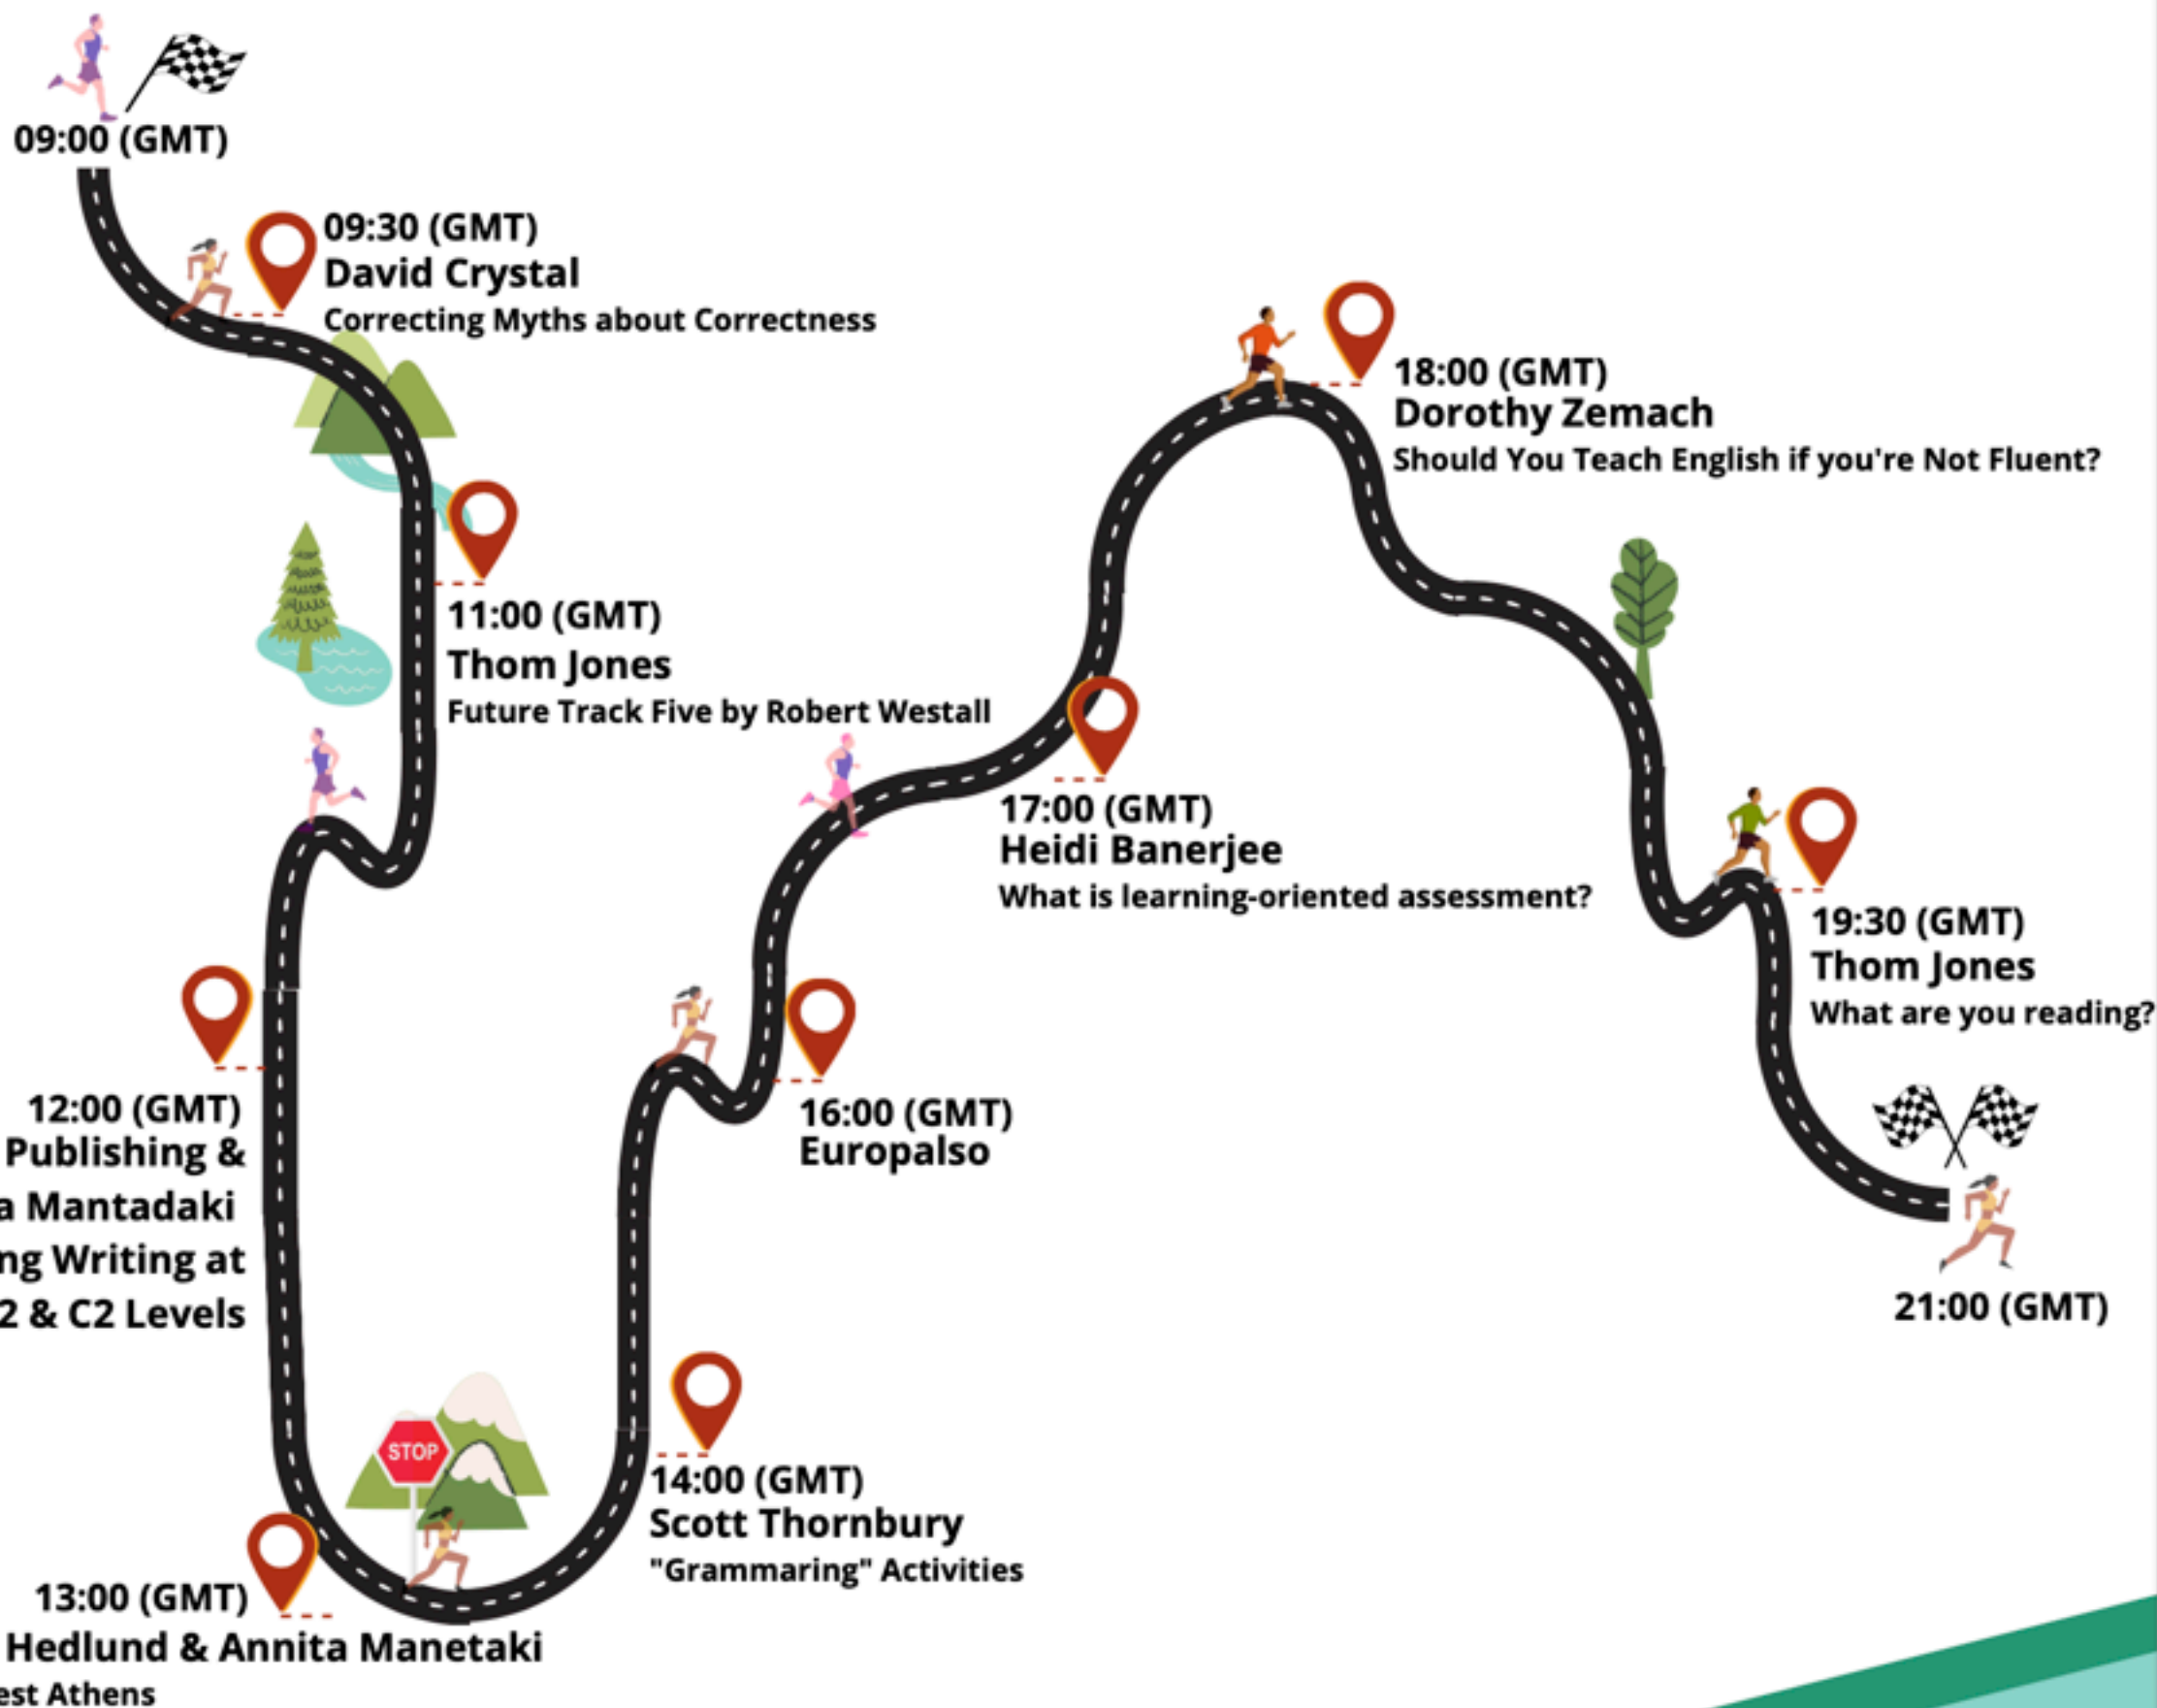 09:00 (GMT)
09:30 (GMT)
David Crystal
Correcting Myths about Correctness
11:00 (GMT)
Thom Jones
Future Track Five by Robert Westall
12:00 (GMT)
Publishing &
a Mantadaki
ng Writing at
2 & C2 Levels
13:00 (GMT)
Hedlund & Annita Manetaki
est Athens
STOP
14:00 (GMT)
Scott Thornbury
"Grammaring" Activities
16:00 (GMT)
Europalso
17:00 (GMT)
Heidi Banerjee
What is learning-oriented assessment?
18:00 (GMT)
Dorothy Zemach
Should You Teach English if you're Not Fluent?
19:30 (GMT)
Thom Jones
What are you reading?
21:00 (GMT)